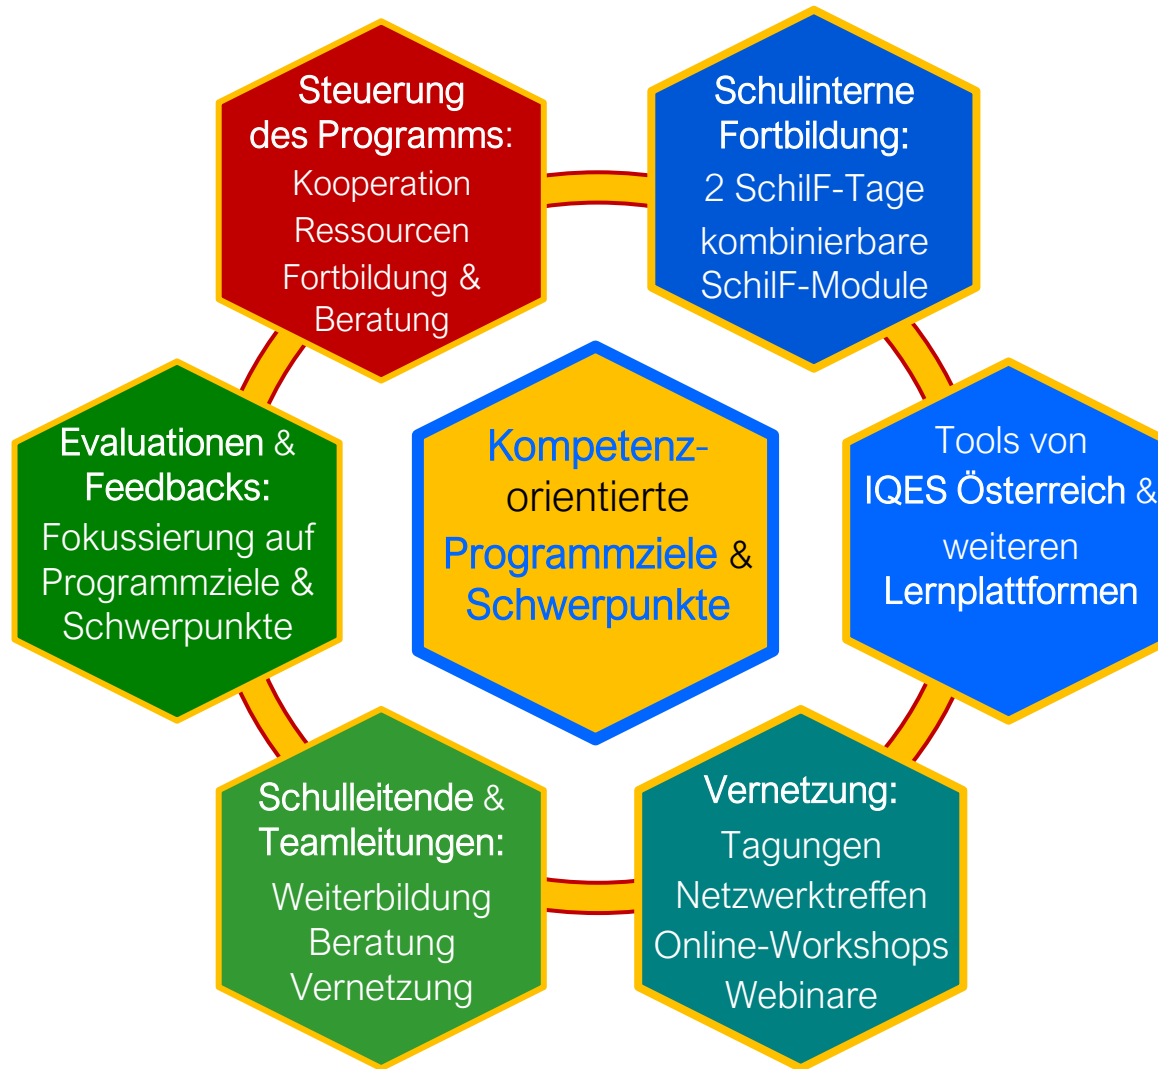 Steuerung
des Programms:
Kooperation
Ressourcen
Fortbildung &
Beratung
Schulinterne
Fortbildung:
2 SchilF-Tage
kombinierbare
SchilF-Module
Evaluationen &
Feedbacks:
Fokussierung auf
Programmziele &
Schwerpunkte
Kompetenz-
orientierte
Programmziele &
Schwerpunkte
Tools von
IQES Österreich &
weiteren
Lernplattformen
Schulleitende &
Teamleitungen:
Weiterbildung
Beratung
Vernetzung
Vernetzung:
Tagungen
Netzwerktreffen
Online-Workshops
Webinare